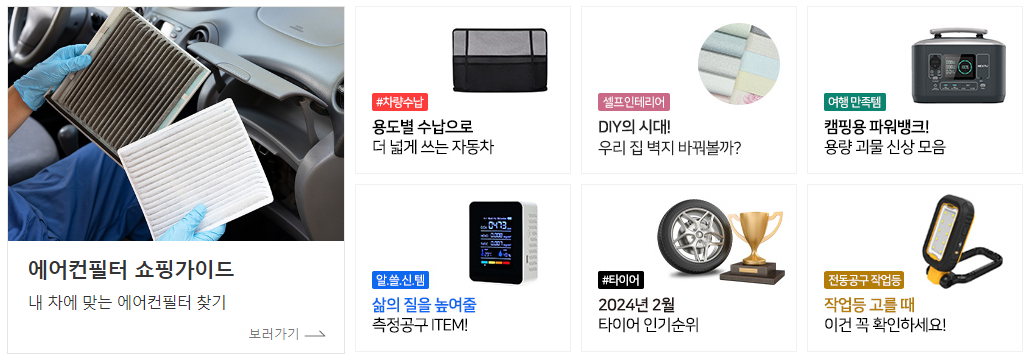 에어컨필터 쇼핑가이드
내 차에 맞는 에어컨필터 찾기
보러가기
#차량수납
용도별 수납으로
더 넓게 쓰는 자동차
셀프인테리어
DIY의 시대!
우리 집 벽지 바꿔볼까?
여행 만족템
캠핑용 파워뱅크!
용량 괴물 신상 모음
알.쓸.신.템
삶의 질을 높여줄
측정공구 ITEM!
#타이어
2024년 2월
타이어 인기순위
전동공구 작업등
작업등 고를 때
이건 꼭 확인하세요!